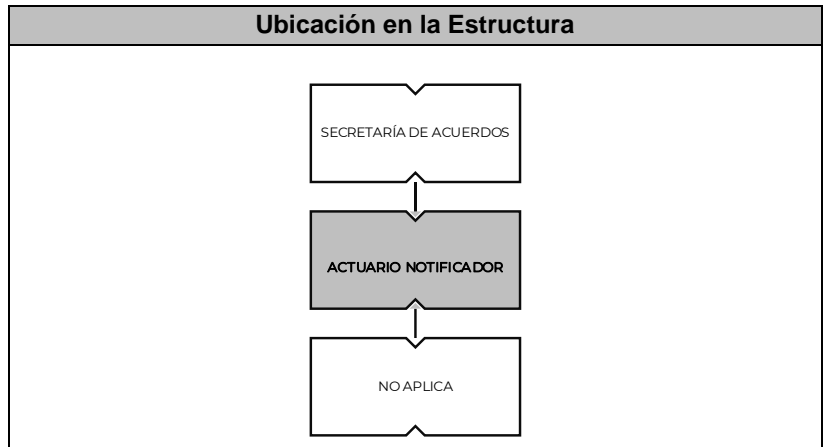 Ubicación en la Estructura
SECRETARÍA DE ACUERDOS
ACTUARIO NOTIFICADOR
NO APLICA